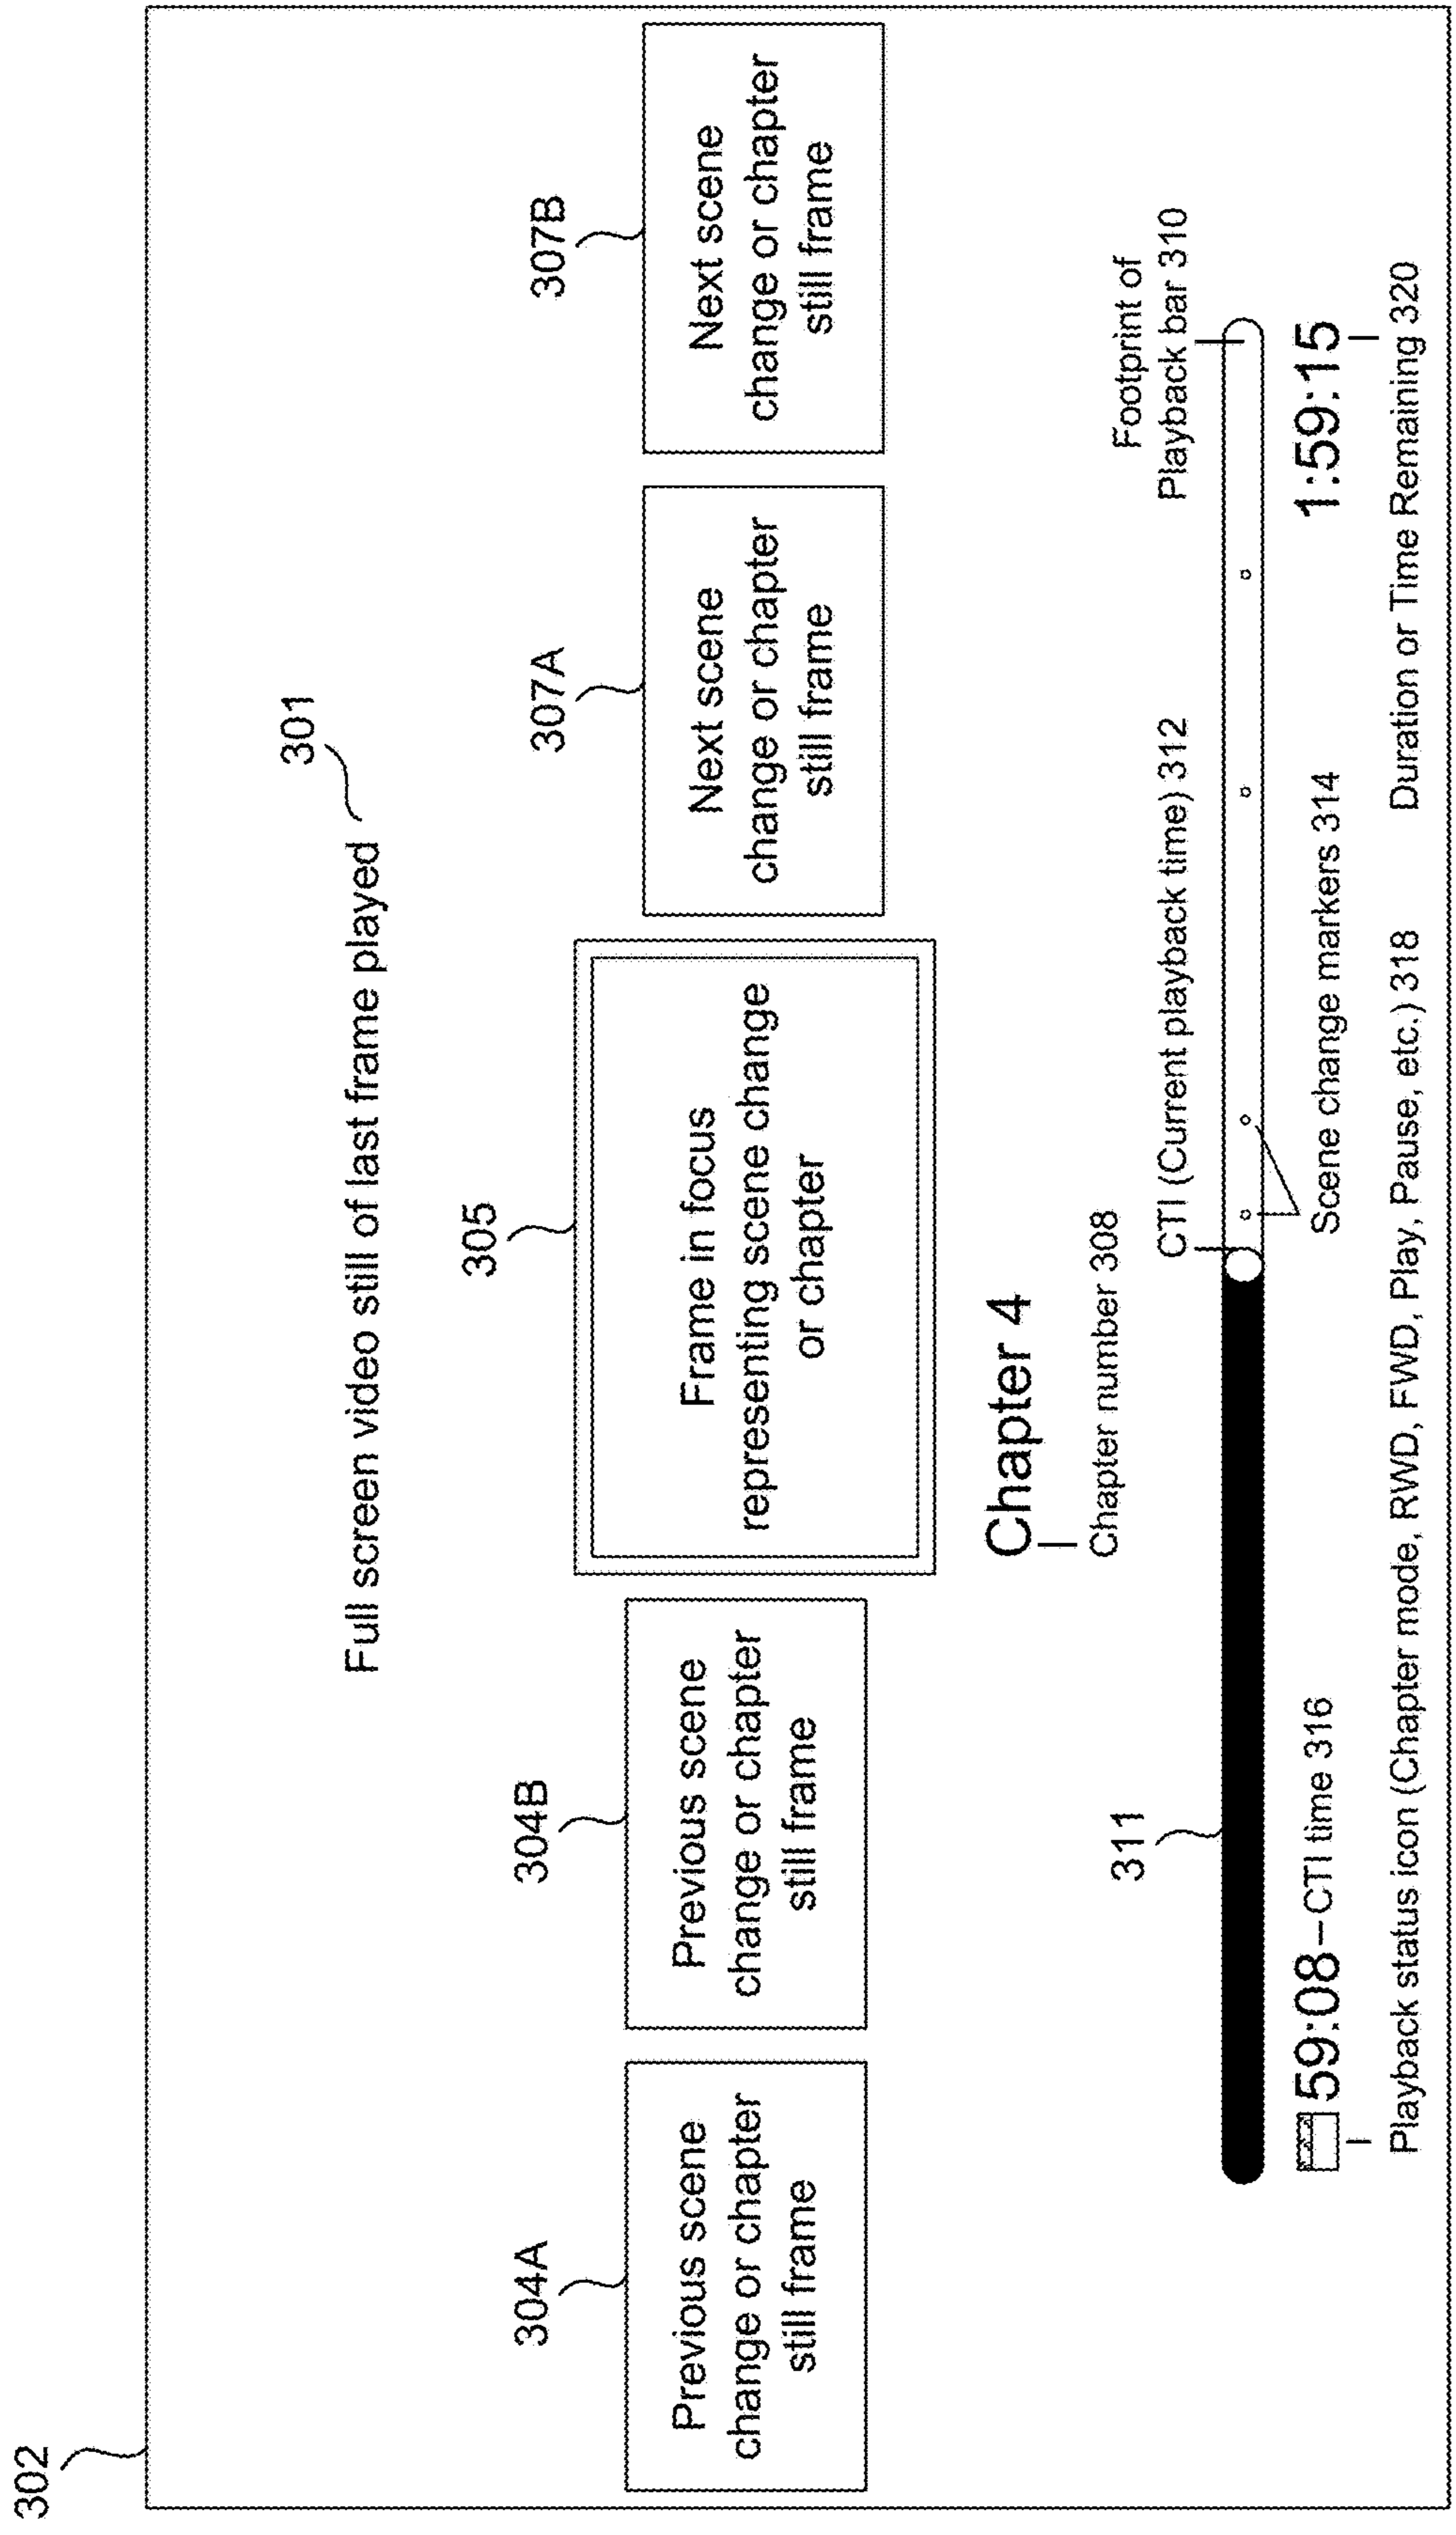 302
Full screen video still of last frame played
301
304A
304B
305
307A
307B
Previous scene
change or chapter
still frame
Previous scene
change or chapter
still frame
Frame in focus
representing scene change
or chapter
Next scene
change or chapter
still frame
Next scene
change or chapter
still frame
Chapter 4
Chapter number 308
311
CTI (Current playback time) 312
Footprint of
Playback bar 310
59:08
CTI time 316
Scene change markers 314
1:59:15
Playback status icon (Chapter mode, RWD, FWD, Play, Pause, etc.) 318
Duration or Time Remaining 320